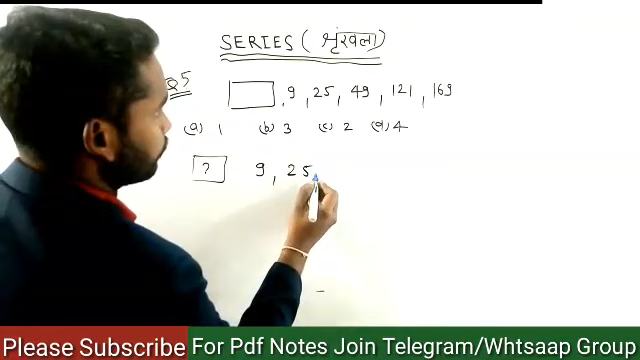 SERIES (श्रृंखला)
Q5 □, 9, 25, 49, 121, 169
(a) 1 (b) 3 (c) 2 (d) 4
? 9, 25
Please Subscribe For Pdf Notes Join Telegram/Whtsaap Group